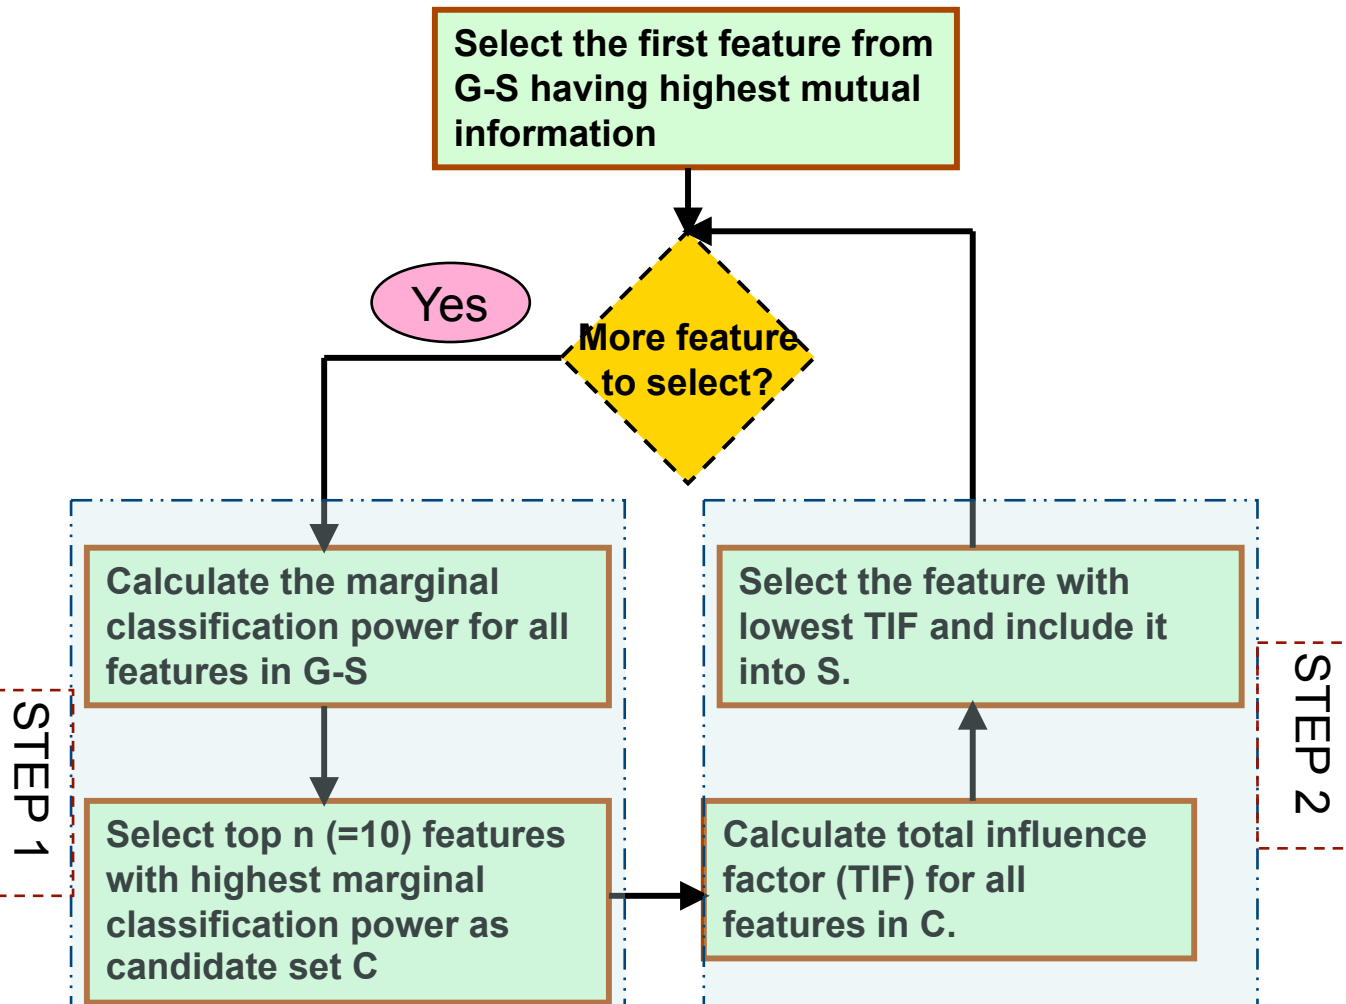 Select the first feature from
G-S having highest mutual
information
Yes
More feature
to select?
Calculate the marginal
classification power for all
features in G-S
STEP 1
Select top n (=10) features
with highest marginal
classification power as
candidate set C
Select the feature with
lowest TIF and include it
into S.
STEP 2
Calculate total influence
factor (TIF) for all
features in C.